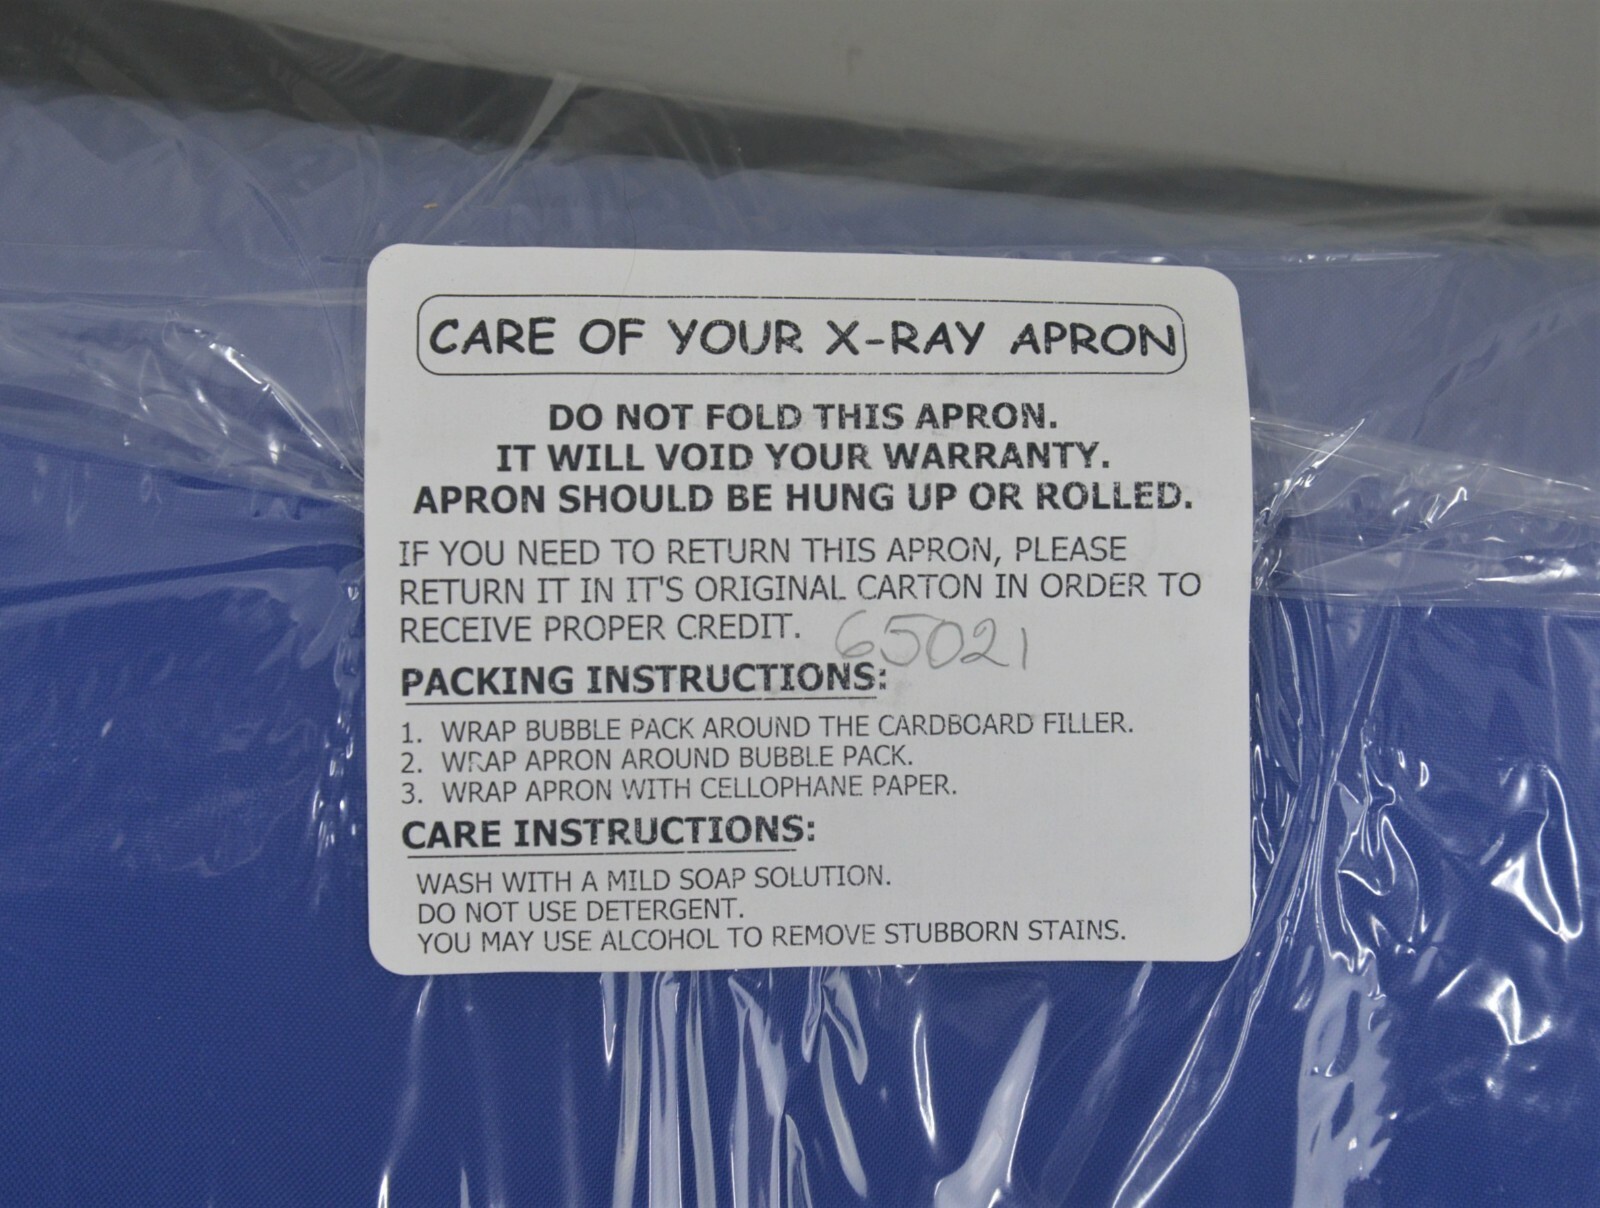 CARE OF YOUR X-RAY APRON
DO NOT FOLD THIS APRON.
IT WILL VOID YOUR WARRANTY.
APRON SHOULD BE HUNG UP OR ROLLED.
IF YOU NEED TO RETURN THIS APRON, PLEASE
RETURN IT IN IT'S ORIGINAL CARTON IN ORDER TO
RECEIVE PROPER CREDIT.
65021
PACKING INSTRUCTIONS:
1. WRAP BUBBLE PACK AROUND THE CARDBOARD FILLER.
2. WRAP APRON AROUND BUBBLE PACK.
3. WRAP APRON WITH CELLOPHANE PAPER.
CARE INSTRUCTIONS:
WASH WITH A MILD SOAP SOLUTION.
DO NOT USE DETERGENT.
YOU MAY USE ALCOHOL TO REMOVE STUBBORN STAINS.